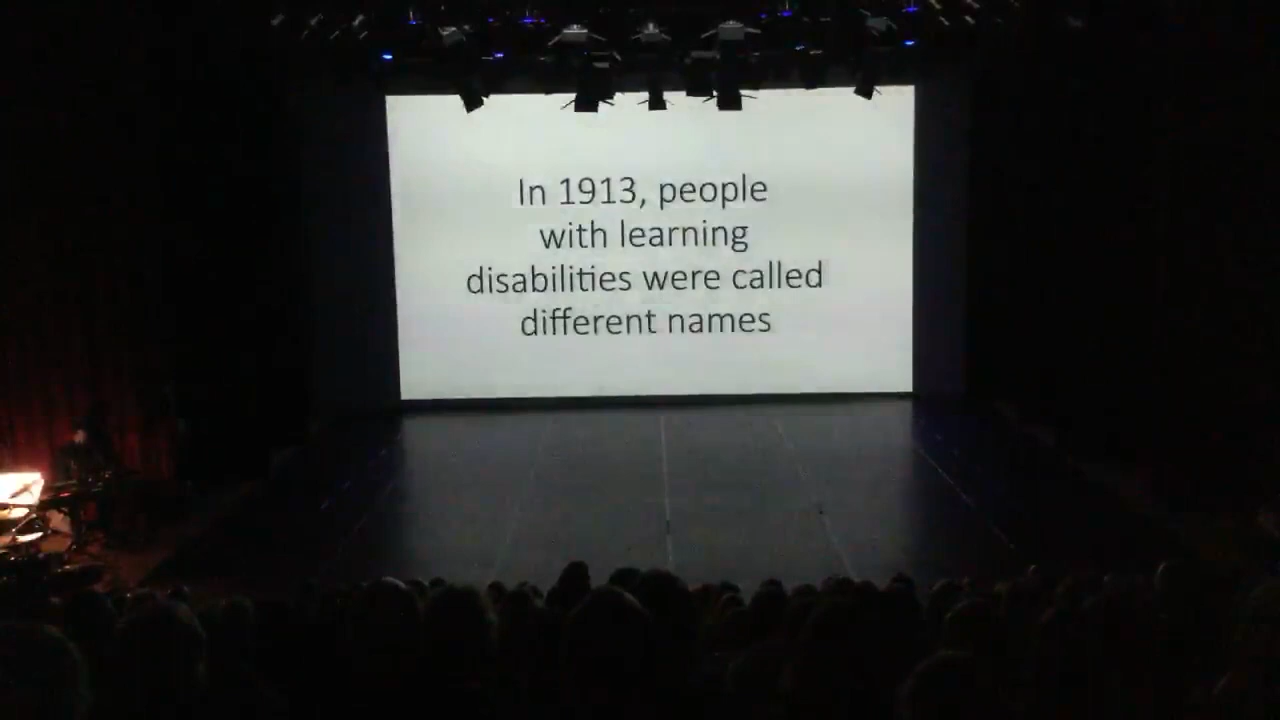 In 1913, people
with learning
disabilities were called
different names